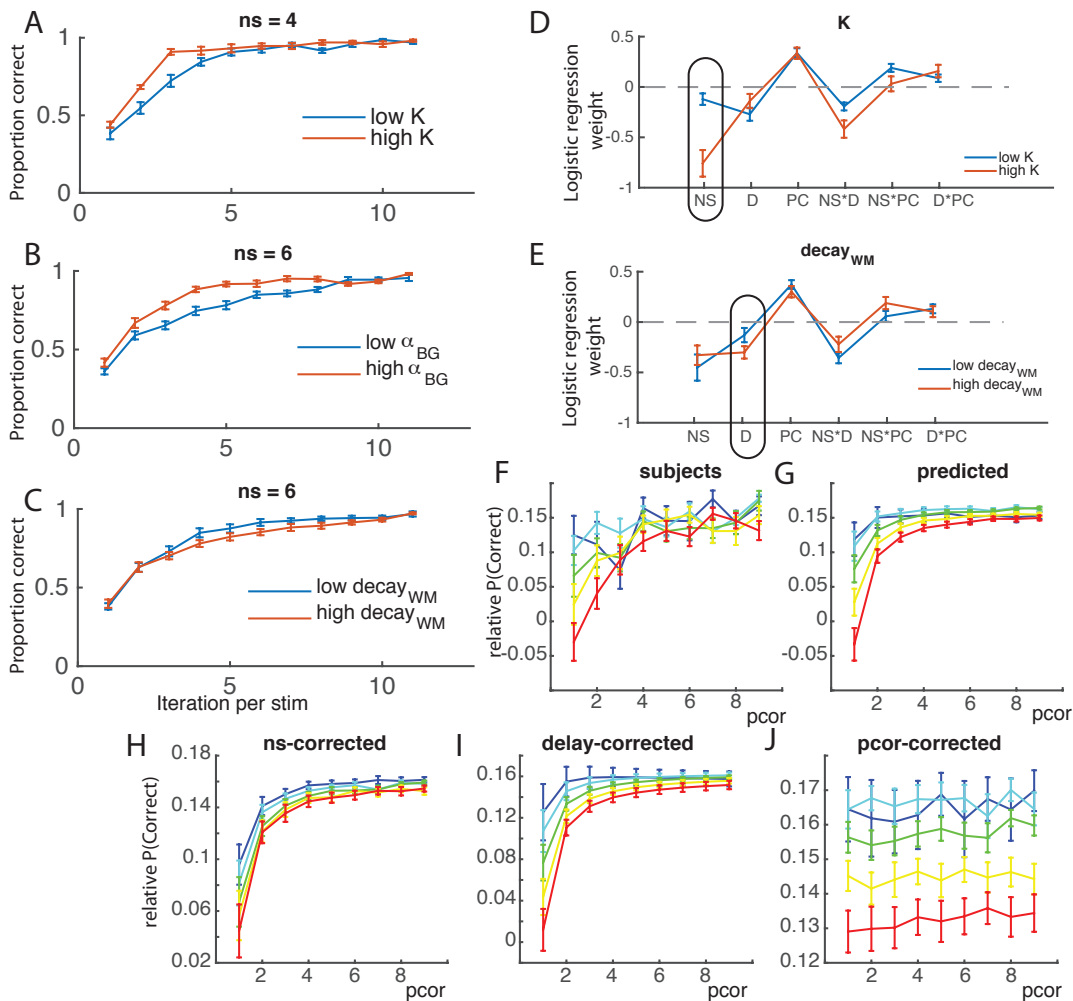 A
ns = 4
Proportion correct
1
0.5
0
0
5
10
low K
high K
B
ns = 6
Proportion correct
1
0.5
0
0
5
10
low α BG
high α BG
C
ns = 6
Proportion correct
1
0.5
0
0
5
10
low decay WM
high decay WM
Iteration per stim
D
K
Logistic regression
weight
0.5
0
-0.5
-1
NS
D
PC
NS*D
NS*PC
D*PC
low K
high K
E
decay WM
Logistic regression
weight
0.5
0
-0.5
-1
NS
D
PC
NS*D
NS*PC
D*PC
low decay WM
high decay WM
F
subjects
relative P(Correct)
0.15
0.1
0.05
0
-0.05
2
4
6
8
pcor
G
predicted
0.15
0.1
0.05
0
-0.05
2
4
6
8
pcor
H
ns-corrected
relative P(Correct)
0.18
0.14
0.1
0.06
0.02
2
4
6
8
pcor
I
delay-corrected
0.16
0.12
0.08
0.04
0
2
4
6
8
pcor
J
pcor-corrected
0.17
0.16
0.15
0.14
0.13
0.12
2
4
6
8
pcor